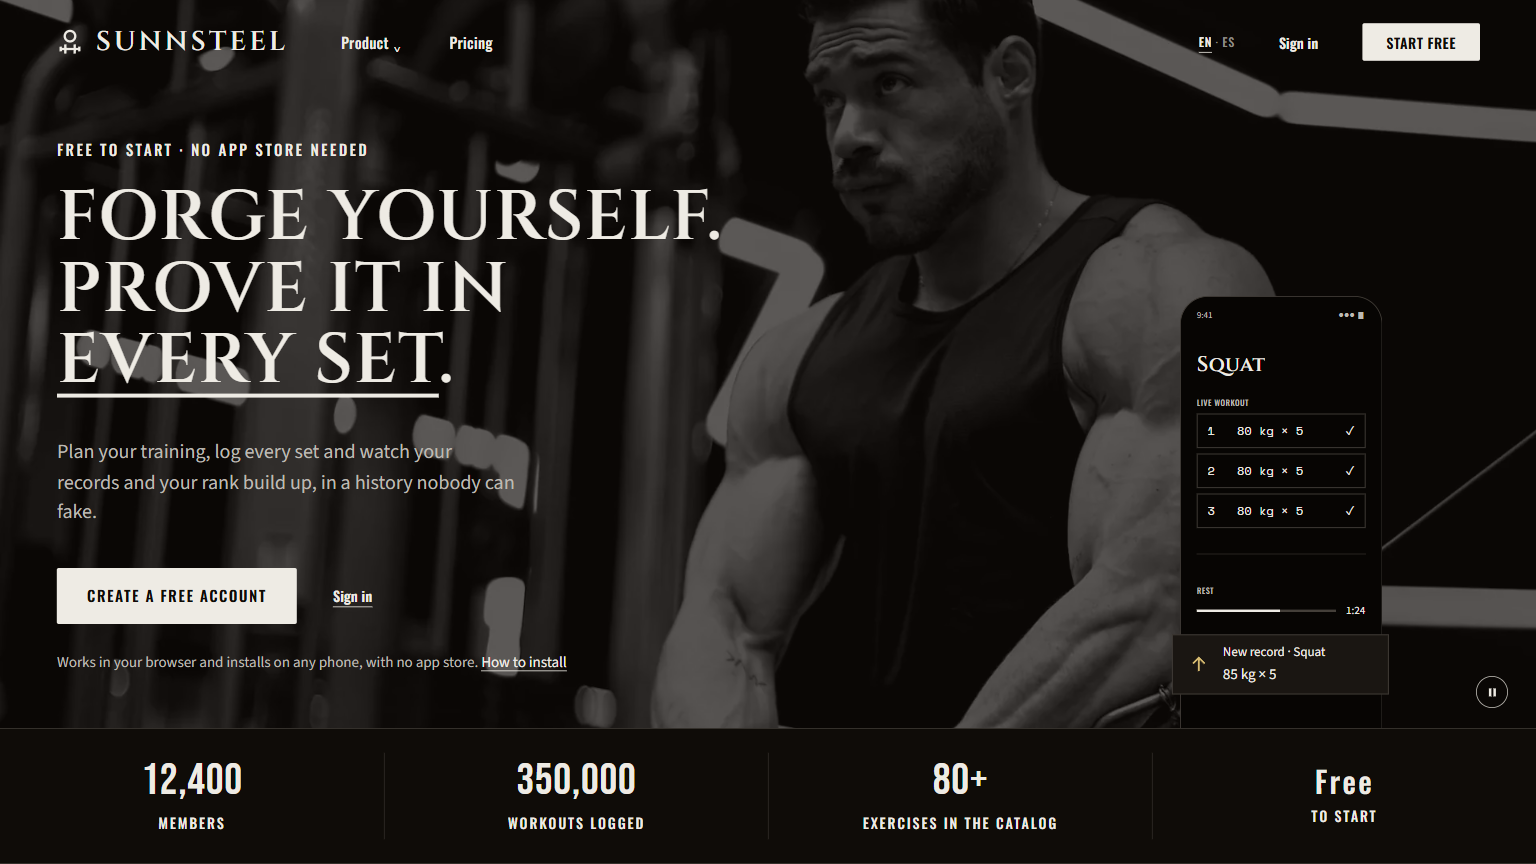 SUNNSTEEL
Product
Pricing
EN · ES
Sign in
START FREE
FREE TO START · NO APP STORE NEEDED
FORGE YOURSELF.
PROVE IT IN
EVERY SET.
Plan your training, log every set and watch your
records and your rank build up, in a history nobody can
fake.
CREATE A FREE ACCOUNT
Sign in
Works in your browser and installs on any phone, with no app store. How to install
9:41
SQUAT
LIVE WORKOUT
1 80 kg × 5 ✓
2 80 kg × 5 ✓
3 80 kg × 5 ✓
REST
1:24
New record · Squat
85 kg × 5
12,400
MEMBERS
350,000
WORKOUTS LOGGED
80+
EXERCISES IN THE CATALOG
Free
TO START